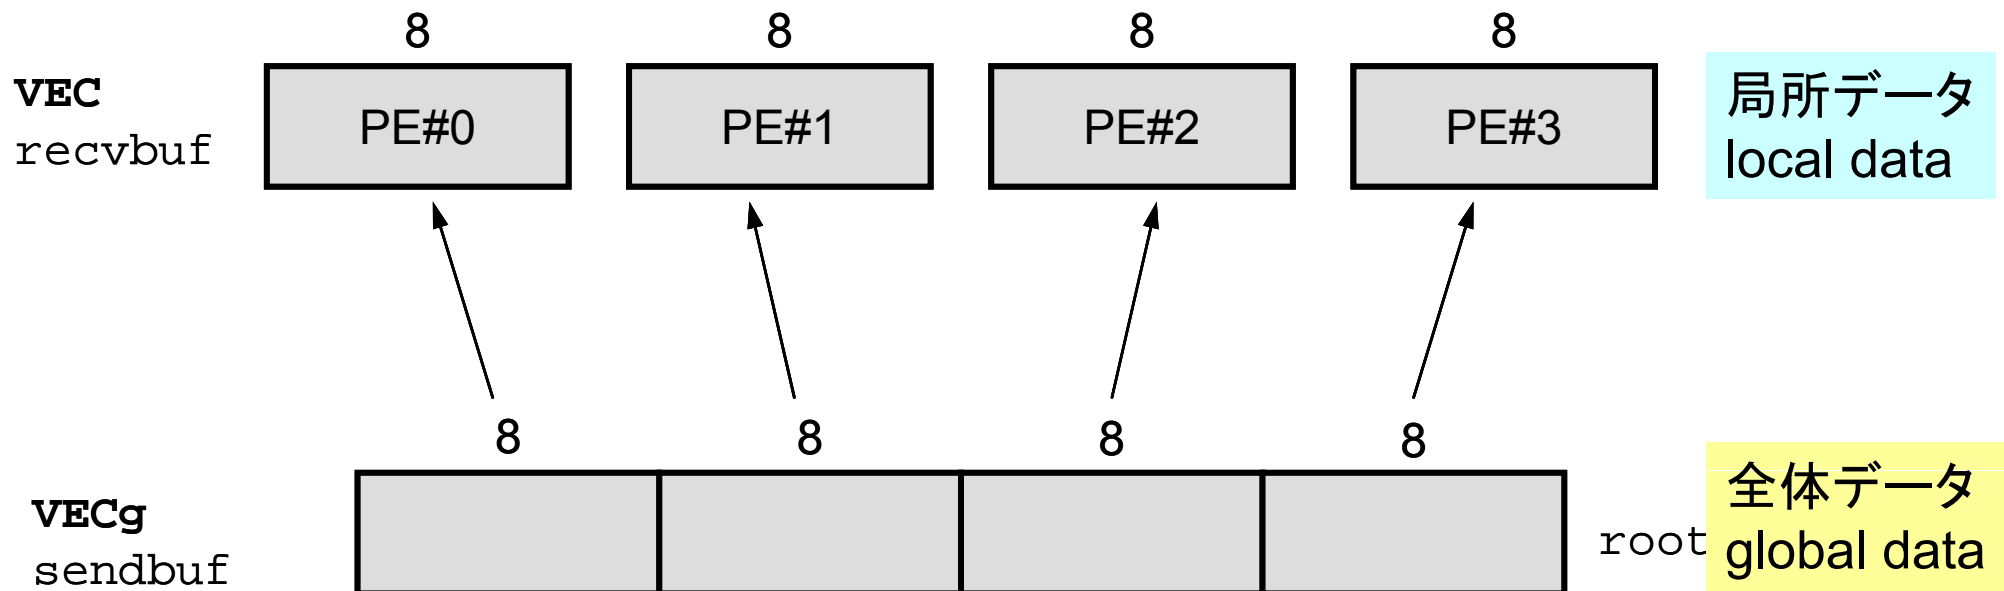 8 8 8 8
VEC
recvbuf
PE#0 PE#1 PE#2 PE#3
局所データ
local data
8 8 8 8
VECg
sendbuf
root
全体データ
global data